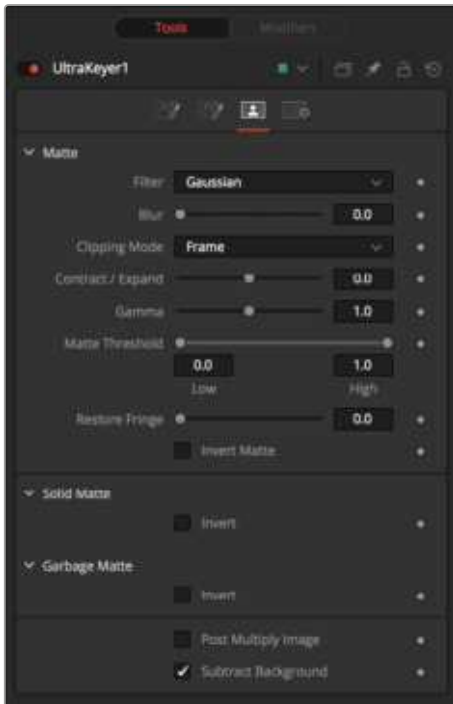 Tools Modifiers
UltraKeyer1
Matte
Filter Gaussian
Blur 0.0
Clipping Mode Frame
Contract / Expand 0.0
Gamma 1.0
Matte Threshold
0.0 1.0
Low High
Restore Fringe 0.0
Invert Matte
Solid Matte
Invert
Garbage Matte
Invert
Post Multiply Image
Subtract Background